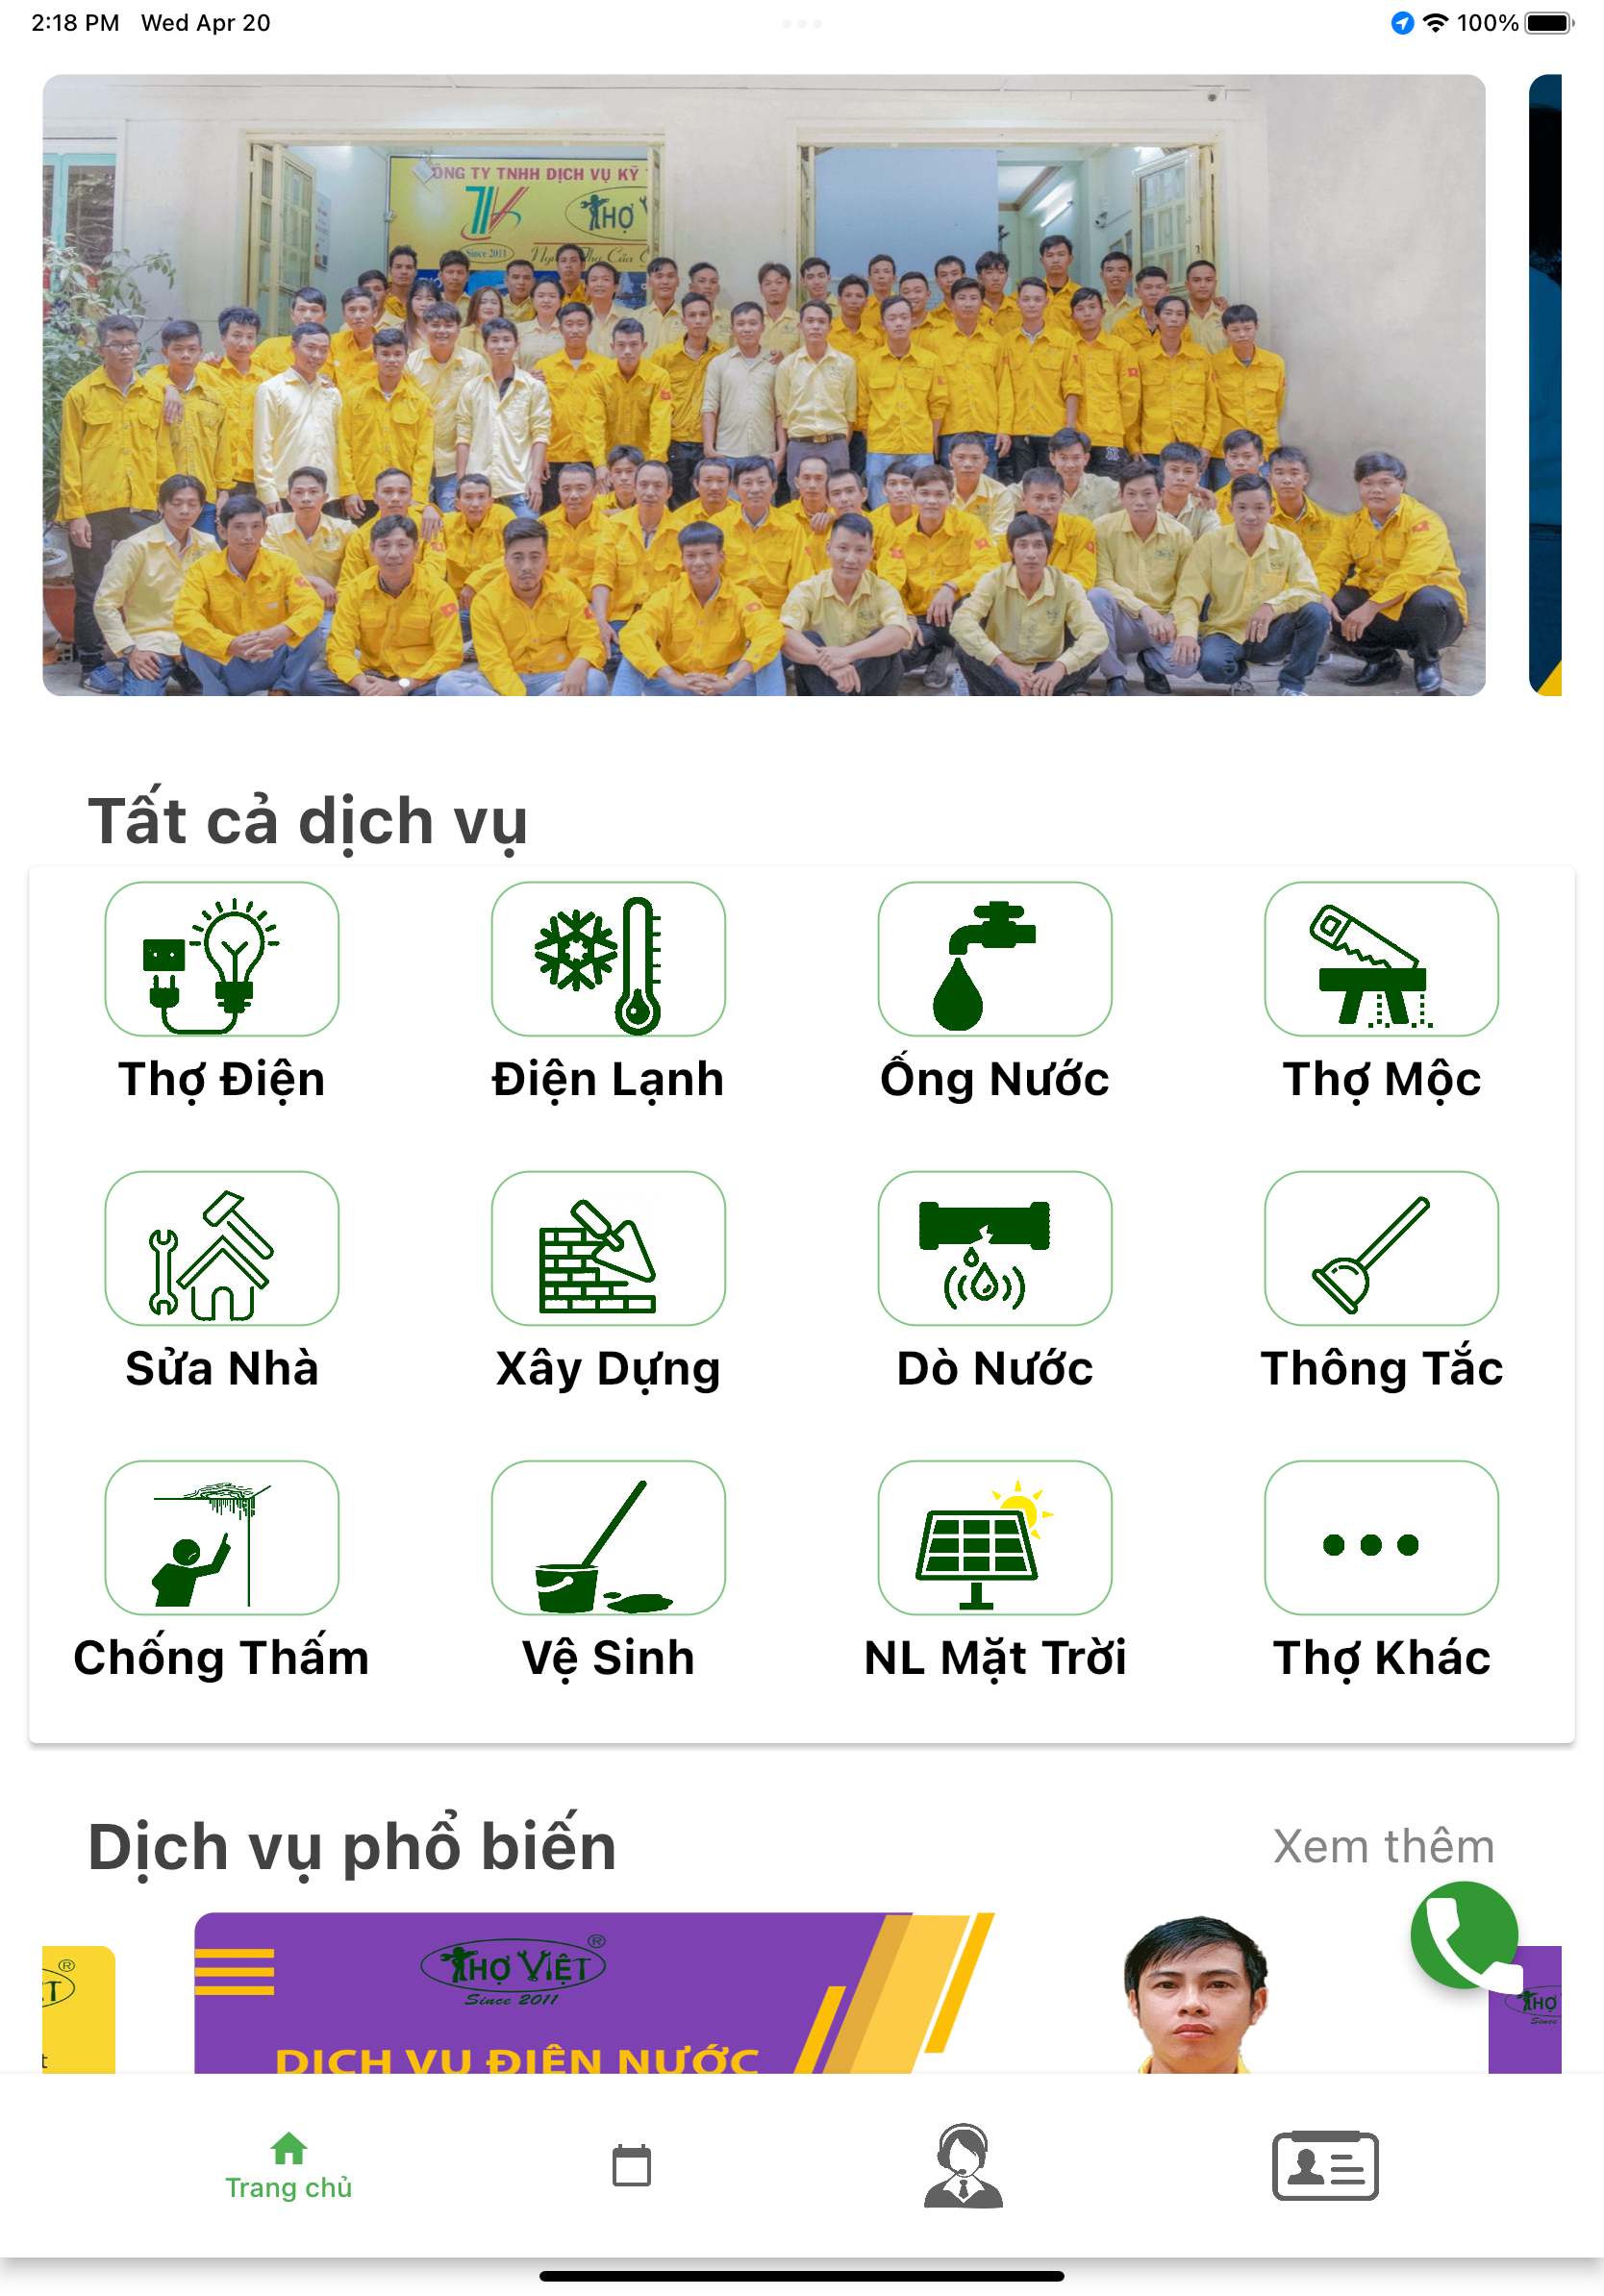 2:18 PM Wed Apr 20
100%
ÔNG TY TNHH DỊCH VỤ KỸ
THỢ
Since 2011
Tất cả dịch vụ
Thợ Điện
Điện Lạnh
Ống Nước
Thợ Mộc
Sửa Nhà
Xây Dựng
Dò Nước
Thông Tắc
Chống Thấm
Vệ Sinh
NL Mặt Trời
Thợ Khác
Dịch vụ phổ biến
Xem thêm
ỆT ®
t
THỢ VIỆT ®
Since 2011
DỊCH VỤ ĐIỆN NƯỚC
THỢ
Since
Trang chủ